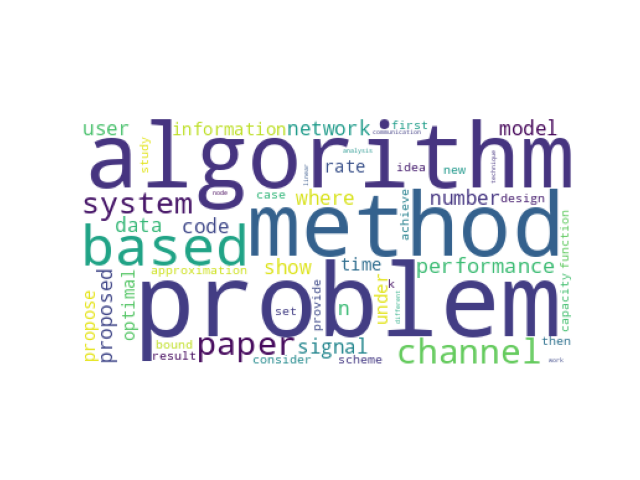 user information network first
communication
algorithm
model
study
analysis
linear
rate
idea
new
technique
node
case
system
where
achieve
number design
data
code
based
method
function
show
time
performance
approximation
propose
proposed
optimal
problem
set
provide
n
k
under
different
capacity
bound
result
paper
signal
channel
then
consider
scheme
work